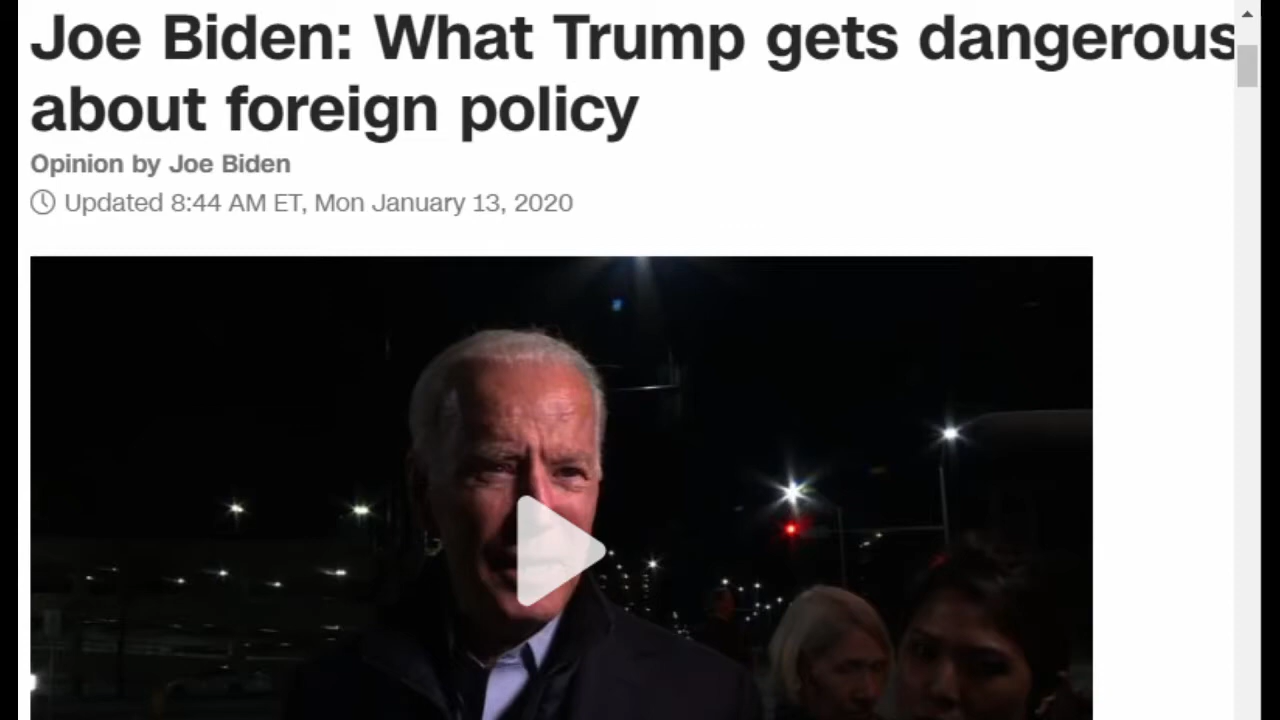 Joe Biden: What Trump gets dangerous
about foreign policy
Opinion by Joe Biden
Updated 8:44 AM ET, Mon January 13, 2020